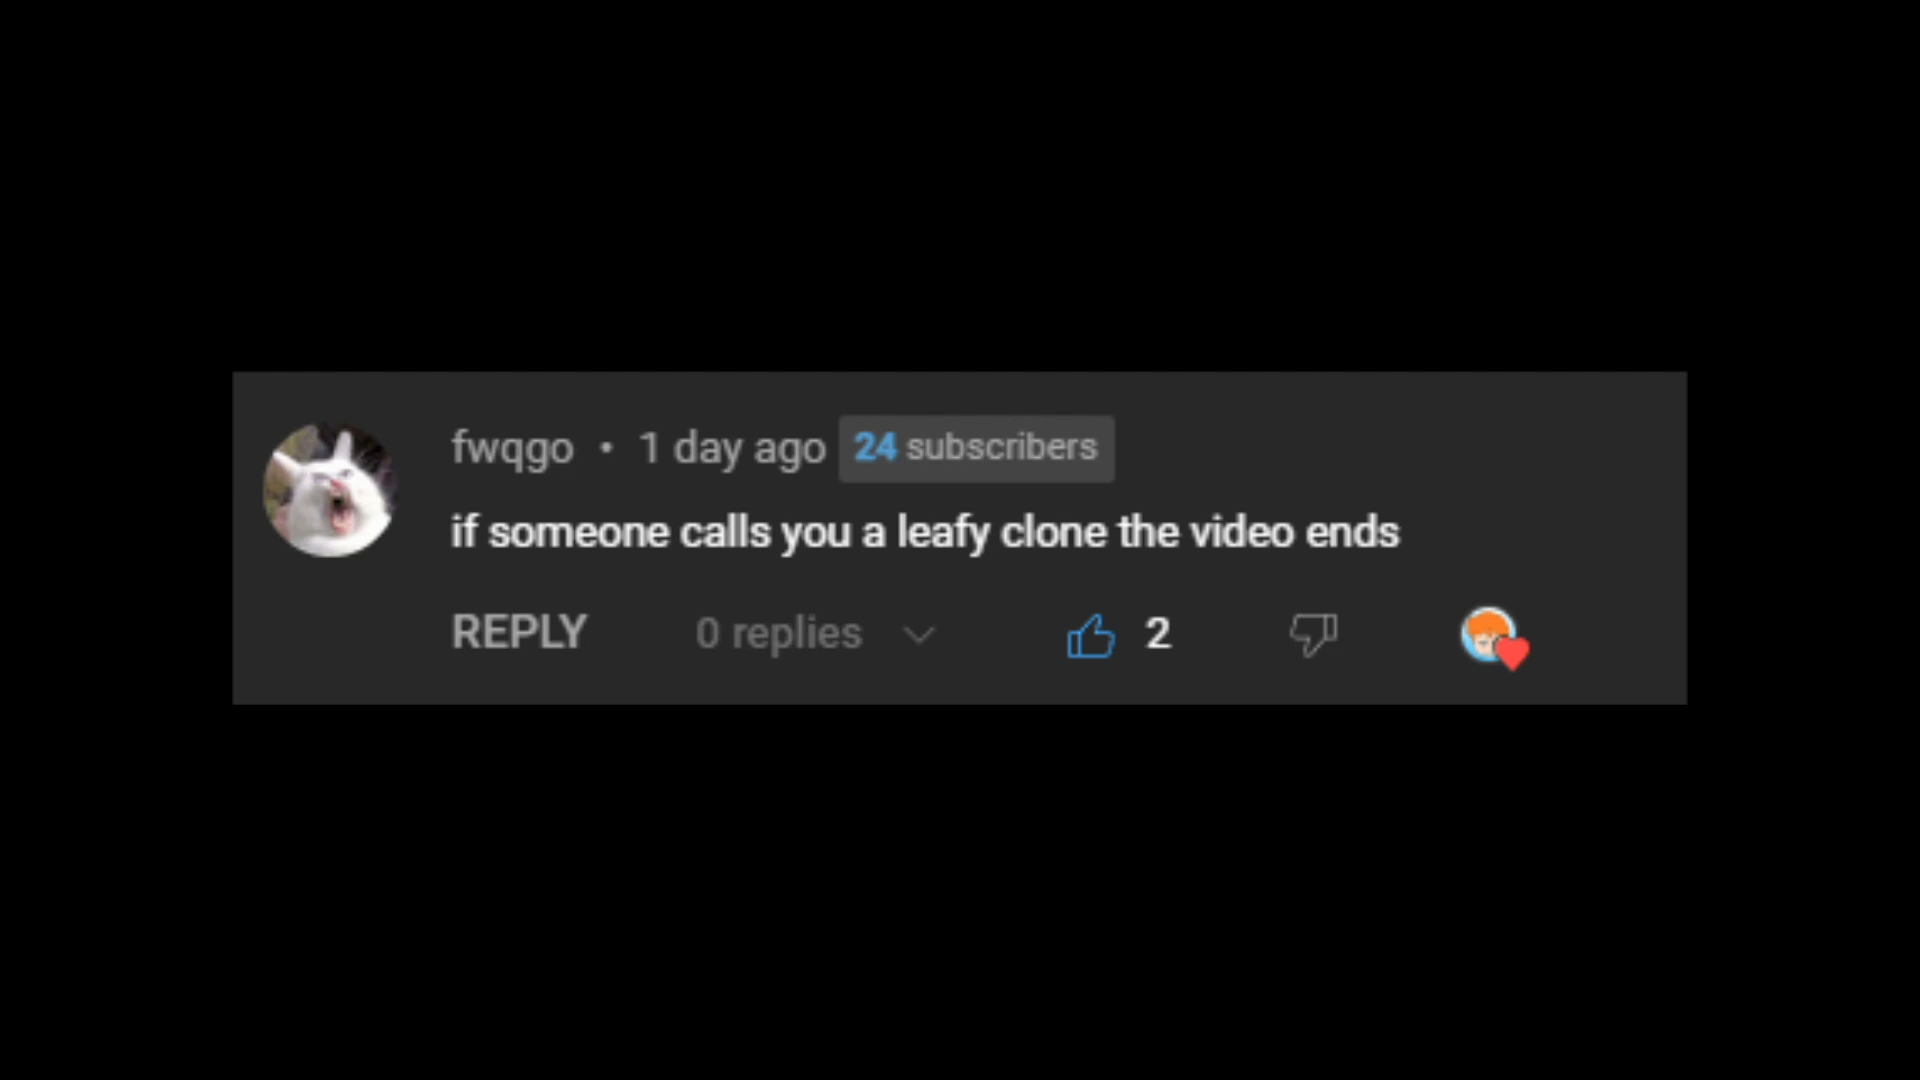 fwqgo • 1 day ago 24 subscribers
if someone calls you a leafy clone the video ends
REPLY 0 replies 2